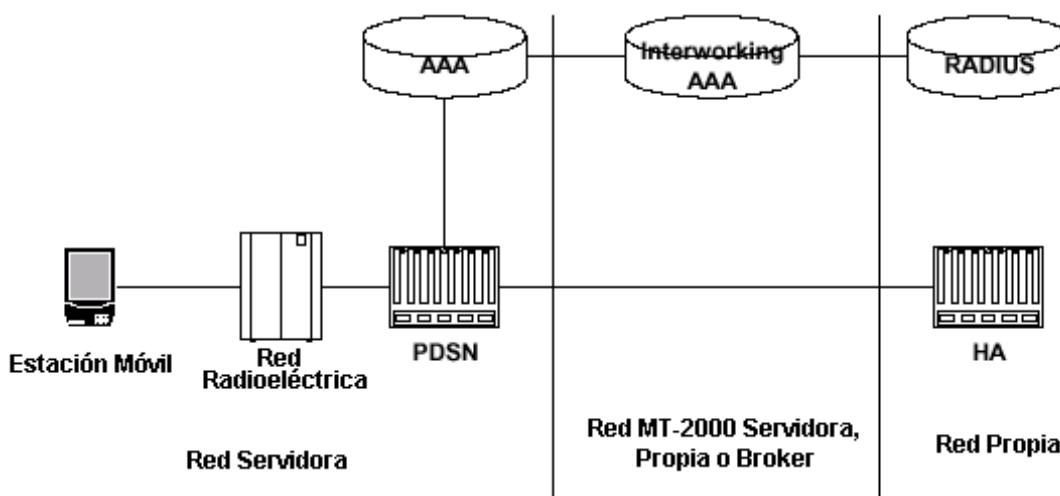 AAA
Interworking
AAA
RADIUS
Estación Móvil
Red
Radioeléctrica
PDSN
HA
Red Servidora
Red MT-2000 Servidora,
Propia o Broker
Red Propia